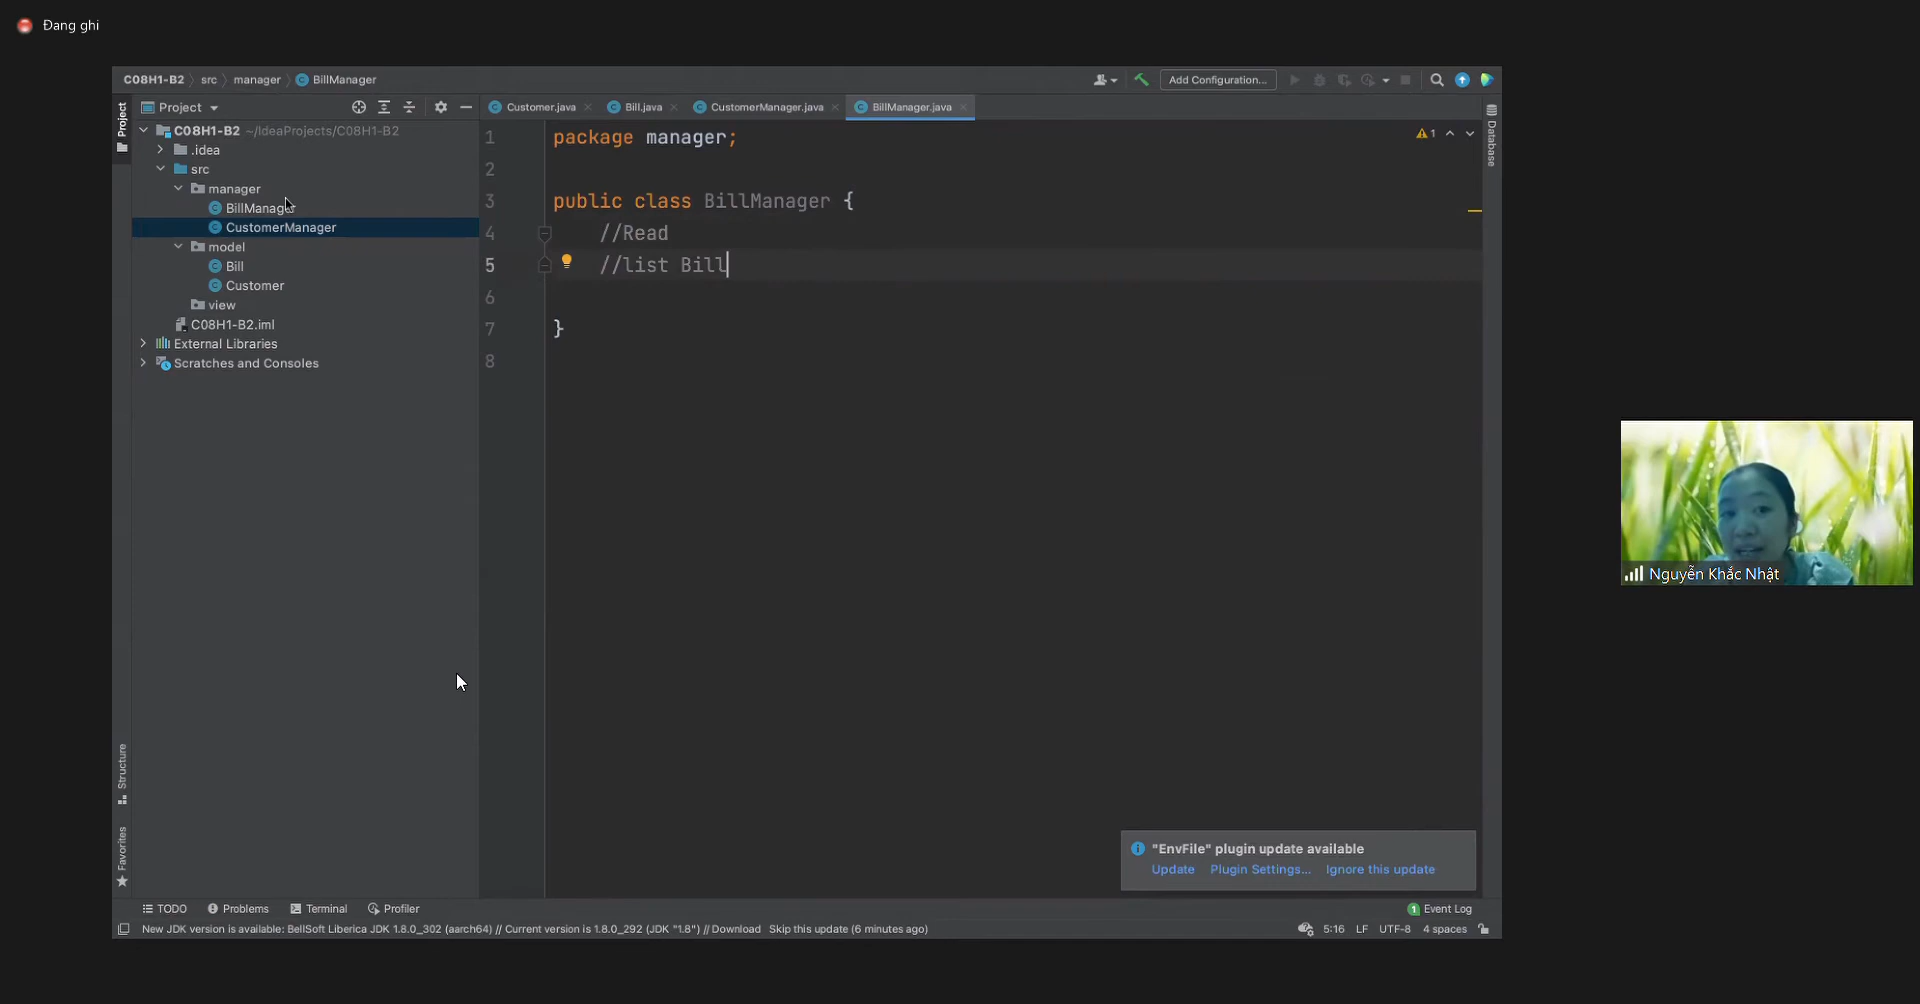 Đang ghi
C08H1-B2 src manager BillManager
Add Configuration...
Project
Customer.java
Bill.java
CustomerManager.java
BillManager.java
Project
C08H1-B2 ~/IdeaProjects/C08H1-B2
.idea
src
manager
BillManager
CustomerManager
model
Bill
Customer
view
C08H1-B2.iml
External Libraries
Scratches and Consoles
1 package manager;
2
3 public class BillManager {
4 //Read
5 //list Bill
6
7 }
8
1
Database
Nguyễn Khắc Nhật
Structure
Favorites
"EnvFile" plugin update available
Update Plugin Settings... Ignore this update
TODO Problems Terminal Profiler
1 Event Log
New JDK version is available: BellSoft Liberica JDK 1.8.0_302 (aarch64) // Current version is 1.8.0_292 (JDK "1.8") // Download Skip this update (6 minutes ago)
5:16 LF UTF-8 4 spaces